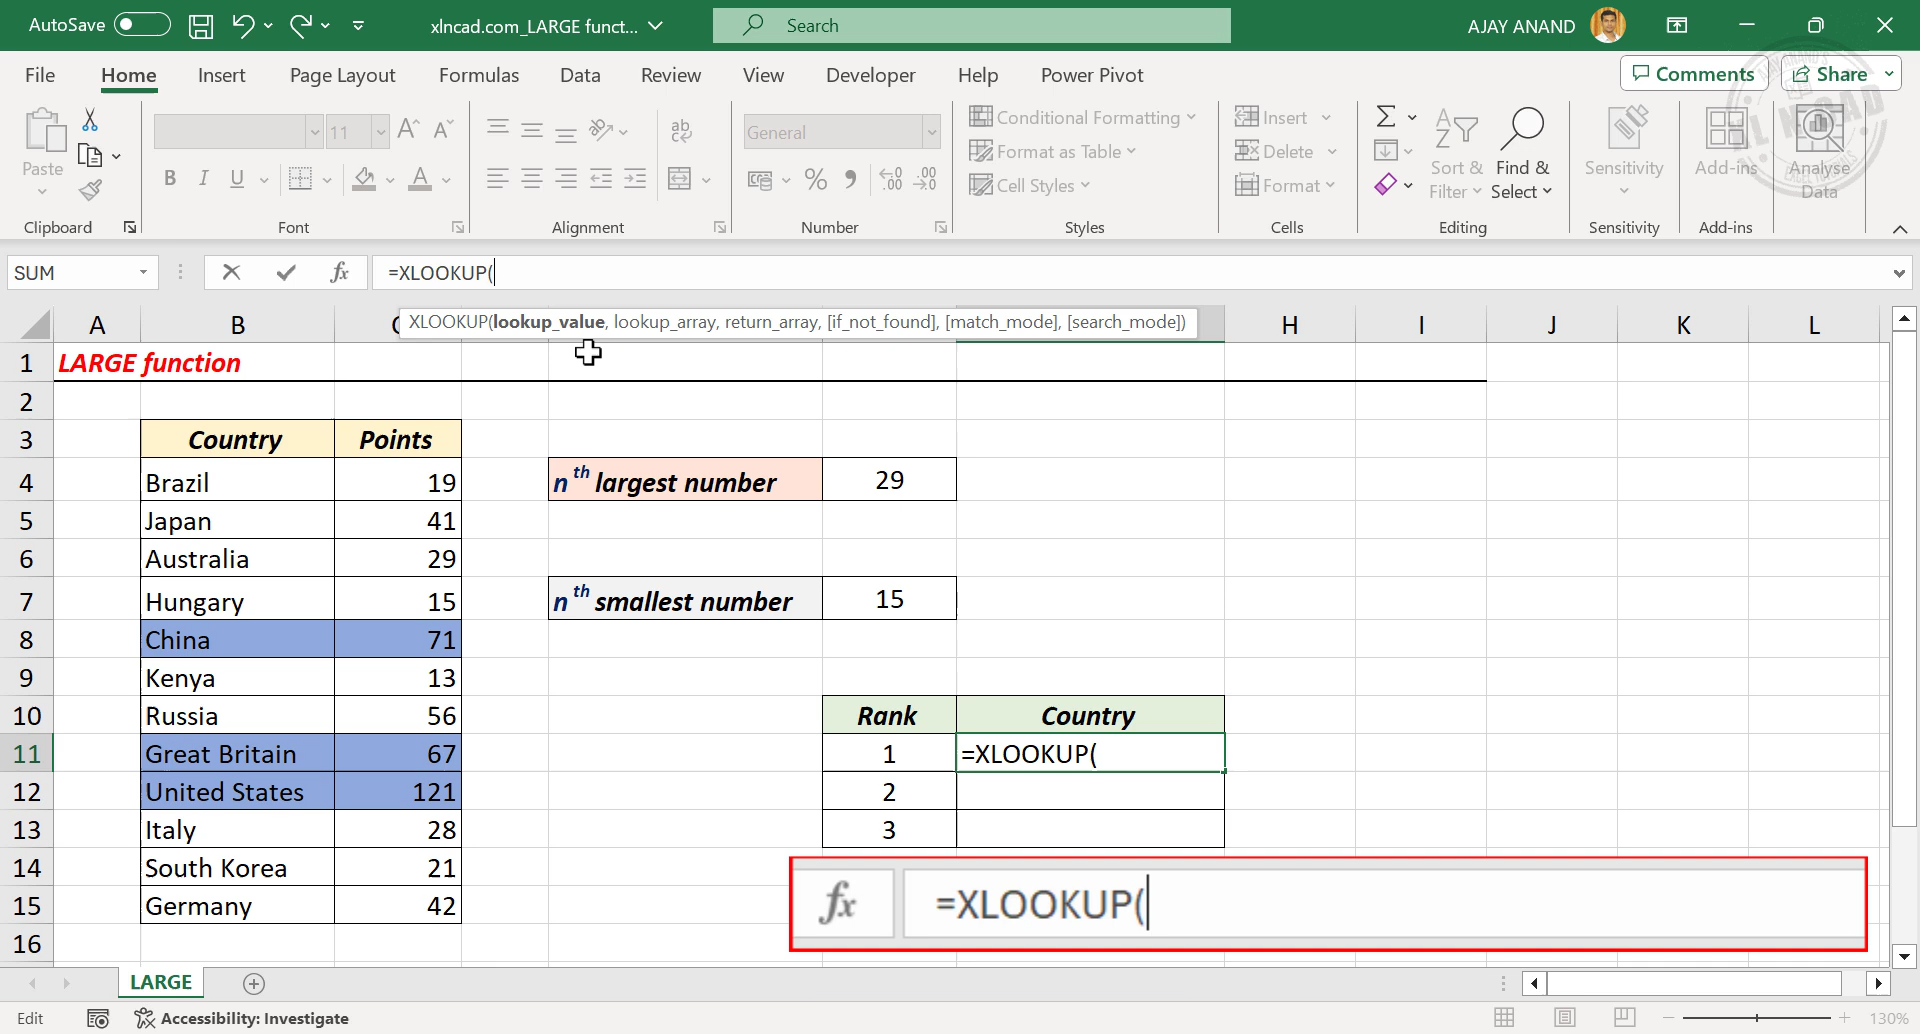 AutoSave xlncad.com_LARGE funct... Search AJAY ANAND
File Home Insert Page Layout Formulas Data Review View Developer Help Power Pivot Comments Share
Paste 11 General Conditional Formatting Format as Table Cell Styles Insert Delete Format Sort & Filter Find & Select Sensitivity Add-ins Analyse Data
Clipboard Font Alignment Number Styles Cells Editing Sensitivity Add-ins
SUM fx =XLOOKUP(
XLOOKUP(lookup_value, lookup_array, return_array, [if_not_found], [match_mode], [search_mode])
A B C H I J K L
1 LARGE function
2
3 Country Points
4 Brazil 19 n th largest number 29
5 Japan 41
6 Australia 29
7 Hungary 15 n th smallest number 15
8 China 71
9 Kenya 13
10 Russia 56 Rank Country
11 Great Britain 67 1 =XLOOKUP(
12 United States 121 2
13 Italy 28 3
14 South Korea 21
15 Germany 42
16
fx =XLOOKUP(
LARGE
Edit Accessibility: Investigate 130%